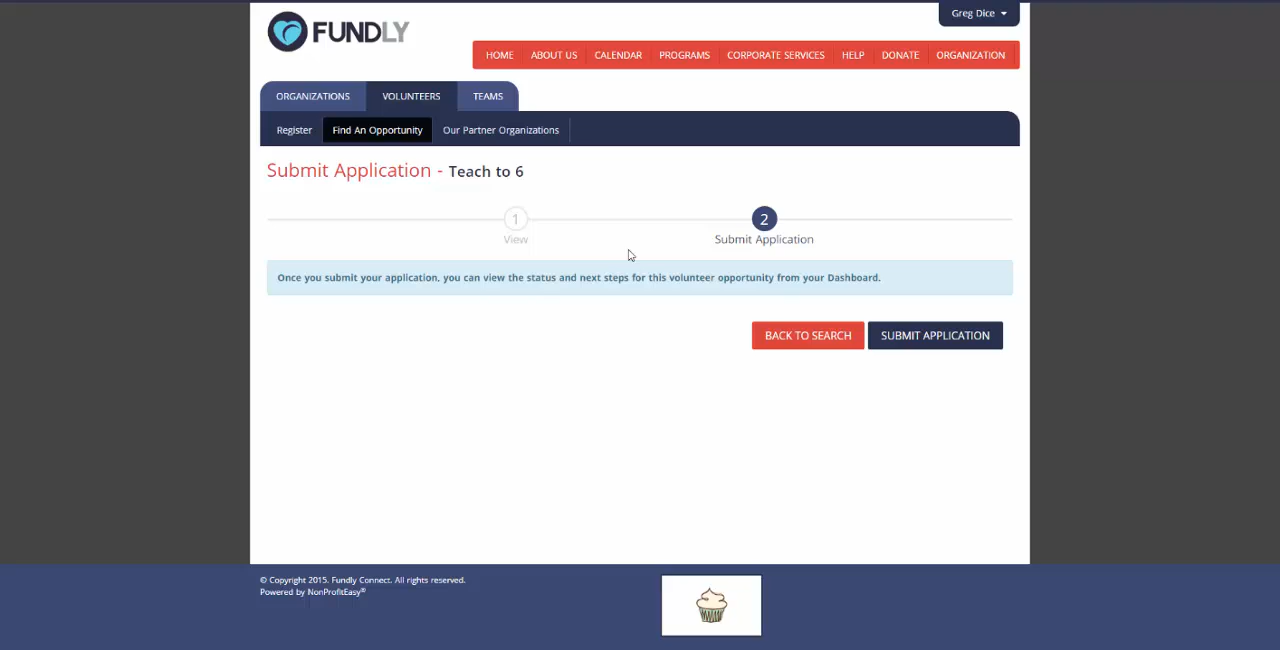 Greg Dice
FUNDLY
HOME ABOUT US CALENDAR PROGRAMS CORPORATE SERVICES HELP DONATE ORGANIZATION
ORGANIZATIONS VOLUNTEERS TEAMS
Register Find An Opportunity Our Partner Organizations
Submit Application - Teach to 6
1 2
View Submit Application
Once you submit your application, you can view the status and next steps for this volunteer opportunity from your Dashboard.
BACK TO SEARCH SUBMIT APPLICATION
© Copyright 2015. Fundly Connect. All rights reserved.
Powered by NonProfitEasy®